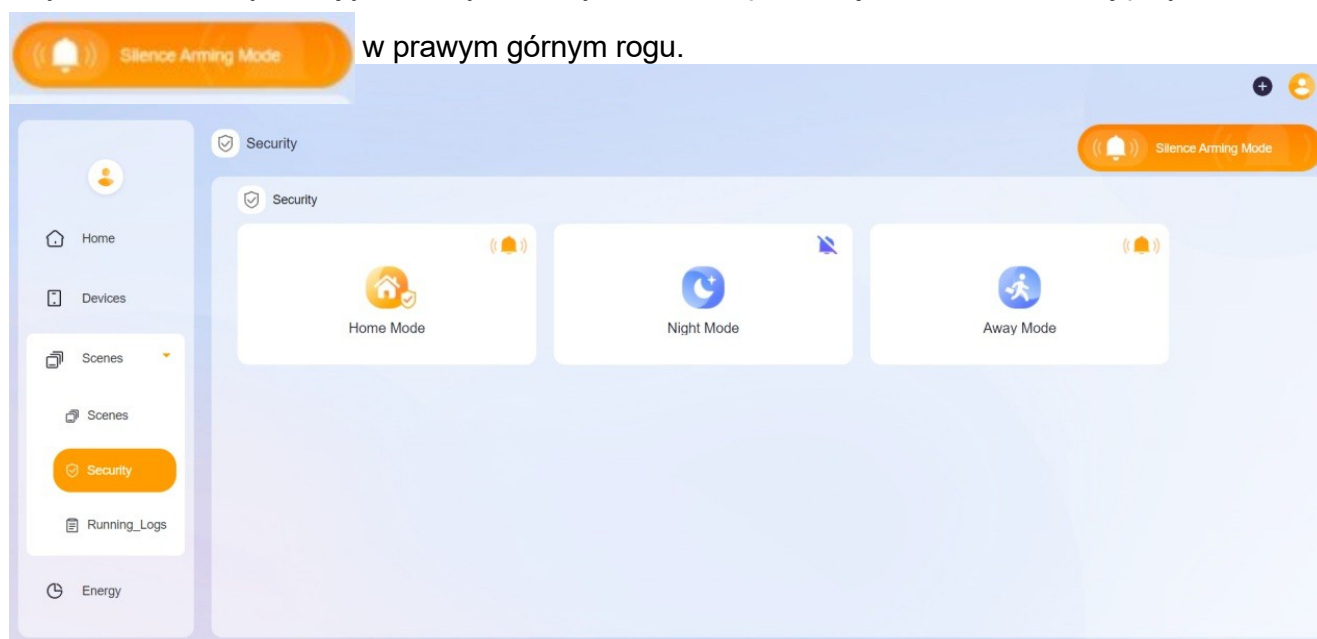 Silence Arming Mode w prawym górnym rogu.
Security
Silence Arming Mode
Security
Home
Devices
Scenes
Scenes
Security
Running_Logs
Energy
Home Mode
Night Mode
Away Mode